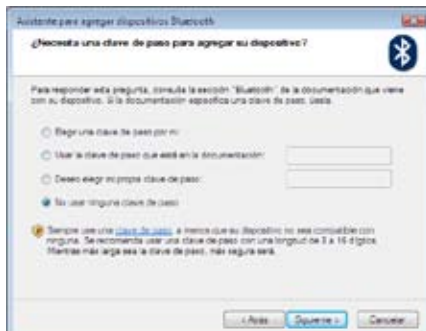 Asistente para agregar dispositivos Bluetooth
¿Necesita una clave de paso para agregar su dispositivo?
Para responder esta pregunta, consulte la sección "Bluetooth" de la documentación que viene
con su dispositivo. Si la documentación especifica una clave de paso, úsela.
Elegir una clave de paso por mí
Usar la clave de paso que está en la documentación:
Deseo elegir mi propia clave de paso:
No usar ninguna clave de paso
Siempre use una clave de paso, a menos que su dispositivo no sea compatible con
ninguna. Se recomienda usar una clave de paso con una longitud de 8 a 16 dígitos.
Mientras más larga sea la clave de paso, más segura será.
< Atrás Siguiente > Cancelar